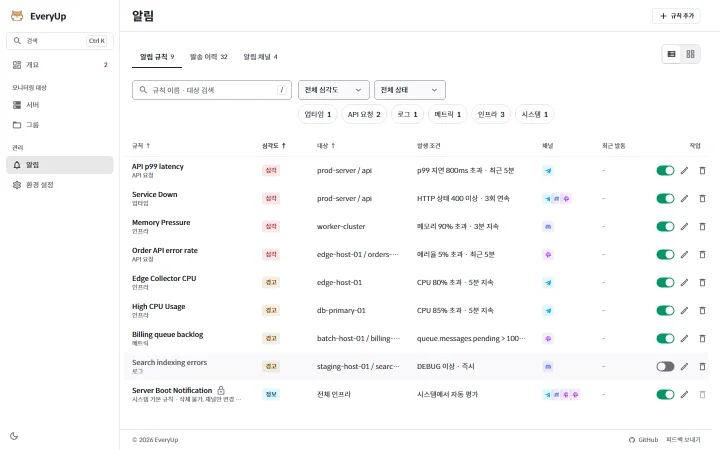 EveryUp
검색 Ctrl K
개요 2
모니터링 대상
서버
그룹
관리
알림
환경 설정
알림
규칙 추가
알림 규칙 9 발송 이력 32 알림 채널 4
규칙 이름 · 대상 검색 /
전체 심각도
전체 상태
업타임 1 API 요청 2 로그 1 메트릭 1 인프라 3 시스템 1
규칙 ↑ 심각도 ↑ 대상 ↑ 발생 조건 채널 최근 발동 작업
API p99 latency
API 요청
심각 prod-server / api p99 지연 800ms 초과 · 최근 5분 –
Service Down
업타임
심각 prod-server / api HTTP 상태 400 이상 · 3회 연속 –
Memory Pressure
인프라
심각 worker-cluster 메모리 90% 초과 · 3분 지속 –
Order API error rate
API 요청
심각 edge-host-01 / orders-… 에러율 5% 초과 · 최근 5분 –
Edge Collector CPU
인프라
경고 edge-host-01 CPU 80% 초과 · 5분 지속 –
High CPU Usage
인프라
경고 db-primary-01 CPU 85% 초과 · 5분 지속 –
Billing queue backlog
메트릭
경고 batch-host-01 / billing-… queue.messages.pending > 100… –
Search indexing errors
로그
경고 staging-host-01 / searc… DEBUG 이상 · 즉시 –
Server Boot Notification
시스템 기본 규칙 · 삭제 불가, 채널만 변경 …
정보 전체 인프라 시스템에서 자동 평가 –
© 2026 EveryUp
GitHub 피드백 보내기